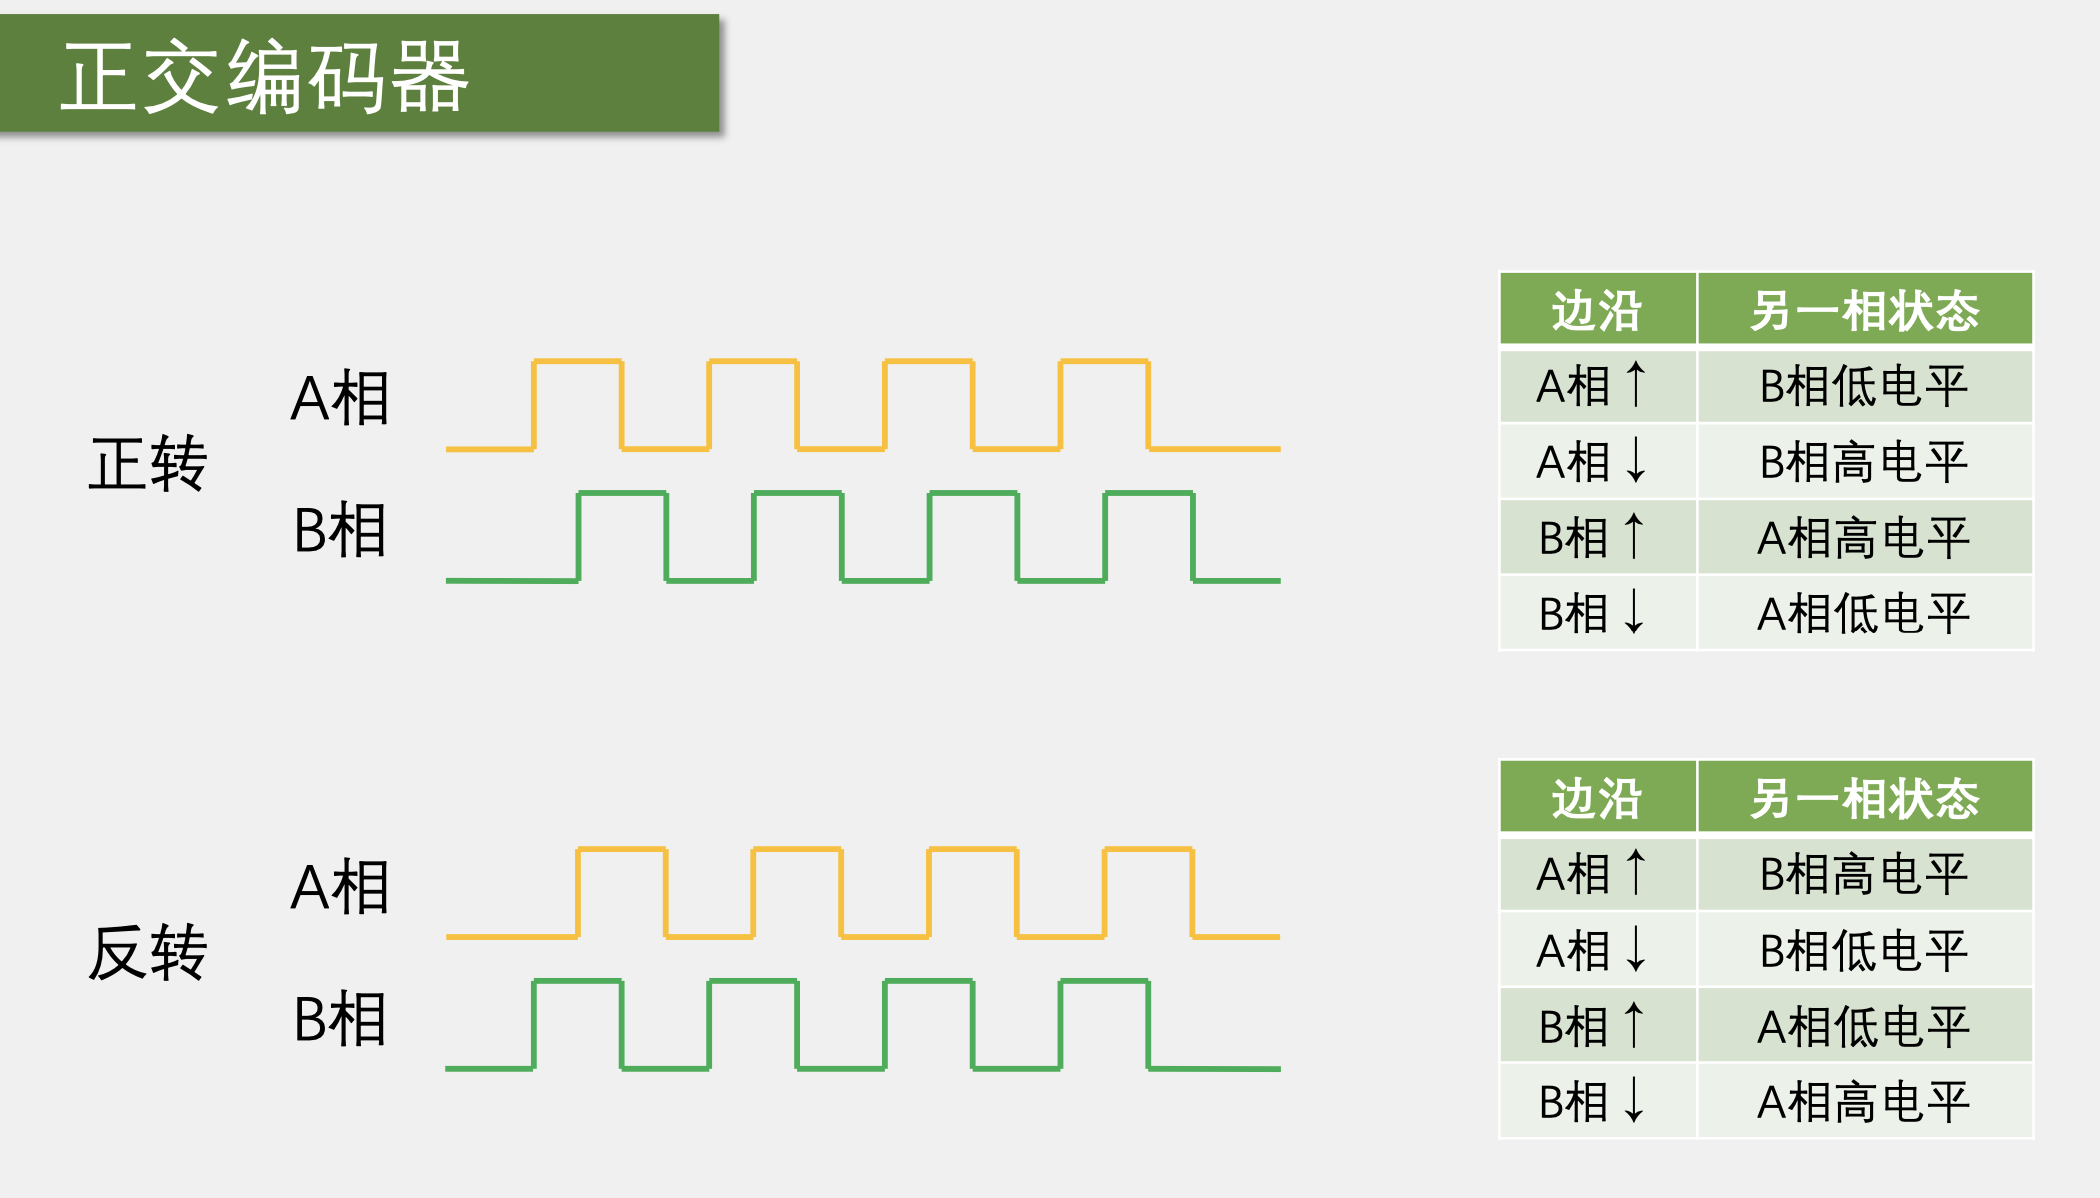 正交编码器
正转
A相
B相
边沿 另一相状态
A相↑ B相低电平
A相↓ B相高电平
B相↑ A相高电平
B相↓ A相低电平
反转
A相
B相
边沿 另一相状态
A相↑ B相高电平
A相↓ B相低电平
B相↑ A相低电平
B相↓ A相高电平